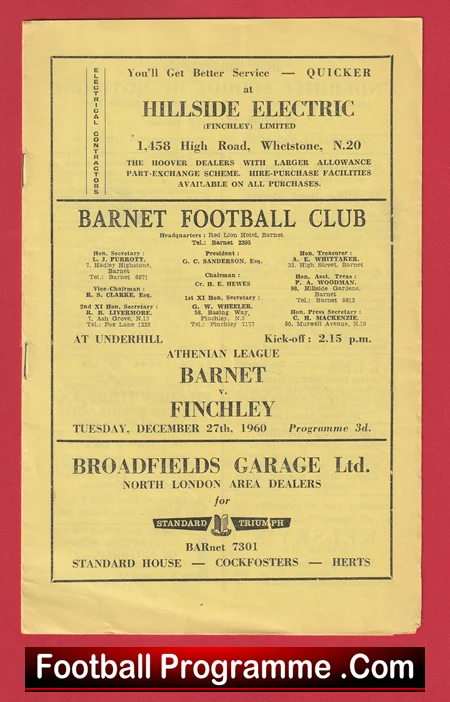 You'll Get Better Service — QUICKER
at
HILLSIDE ELECTRIC
(FINCHLEY) LIMITED
1,458 High Road, Whetstone, N.20
THE HOOVER DEALERS WITH LARGER ALLOWANCE
PART-EXCHANGE SCHEME. HIRE-PURCHASE FACILITIES
AVAILABLE ON ALL PURCHASES.
ELECTRICAL CONTRACTORS
BARNET FOOTBALL CLUB
Headquarters: Red Lion Hotel, Barnet
Tel.: Barnet 2395
Hon. Secretary:
L. J. PURROTT,
7, Hadley Highstone,
Barnet
Tel.: Barnet
Vice-Chairman:
R. S. CLARKE, Esq.
2nd XI Hon. Secretary:
R. B. LIVERMORE,
7, Ash Grove, N.13
Tel.: Fox Lane 1228
President:
G. C. SANDERSON, Esq.
Chairman:
Cr. H. E. HEWES
1st XI Hon. Secretary:
G. W. WHEELER,
58, Basing Way,
Finchley, N.3
Tel.: Finchley 7177
Hon. Treasurer:
A. E. WHITTAKER,
High Street, Barnet
Hon. Asst. Treas:
P. A. WOODMAN,
98, Hillside Gardens,
Barnet
Tel.: Barnet 5612
Hon. Press Secretary:
C. H. MACKENZIE,
50, Muswell Avenue, N.10
AT UNDERHILL Kick-off: 2.15 p.m.
ATHENIAN LEAGUE
BARNET
v.
FINCHLEY
TUESDAY, DECEMBER 27th, 1960 Programme 3d.
BROADFIELDS GARAGE Ltd.
NORTH LONDON AREA DEALERS
for
STANDARD TRIUMPH
BARnet 7301
STANDARD HOUSE — COCKFOSTERS — HERTS
Football Programme .Com